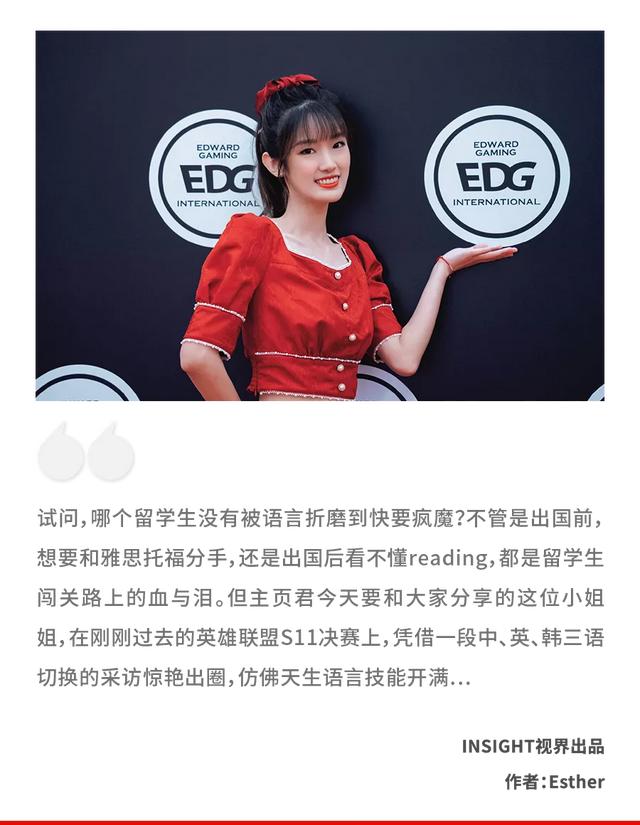 EDWARD
GAMING
EDG
INTERNATIONAL
EDWARD
GAMING
EDG
INTERNATIONAL
试问，哪个留学生没有被语言折磨到快要疯魔？不管是出国前，
想要和雅思托福分手，还是出国后看不懂reading，都是留学生
闯关路上的血与泪。但主页君今天要和大家分享的这位小姐
姐，在刚刚过去的英雄联盟S11决赛上，凭借一段中、英、韩三语
切换的采访惊艳出圈，仿佛天生语言技能开满...
INSIGHT视界出品
作者：Esther